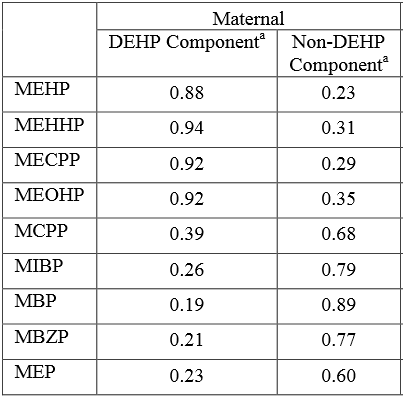 Maternal
DEHP Componentᵃ Non-DEHP
Componentᵃ
MEHP 0.88 0.23
MEHHP 0.94 0.31
MECPP 0.92 0.29
MEOHP 0.92 0.35
MCPP 0.39 0.68
MIBP 0.26 0.79
MBP 0.19 0.89
MBZP 0.21 0.77
MEP 0.23 0.60